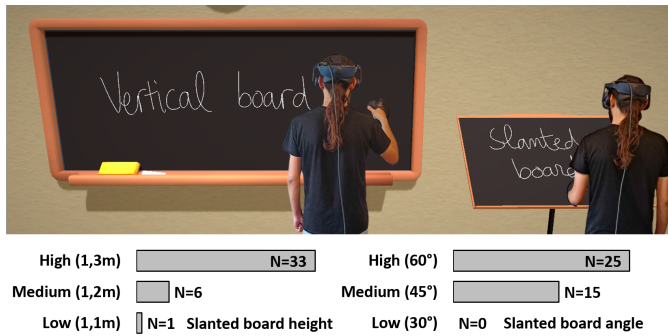 Vertical board
Slanted
board
High (1,3m) N=33
Medium (1,2m) N=6
Low (1,1m) N=1 Slanted board height
High (60°) N=25
Medium (45°) N=15
Low (30°) N=0 Slanted board angle